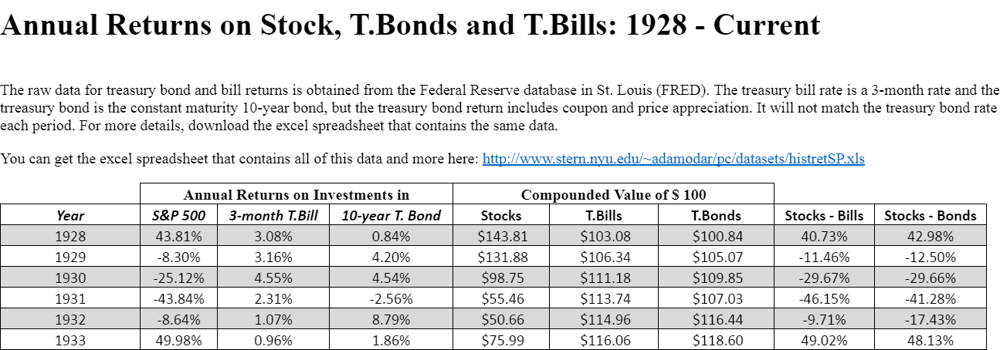 Annual Returns on Stock, T.Bonds and T.Bills: 1928 - Current
The raw data for treasury bond and bill returns is obtained from the Federal Reserve database in St. Louis (FRED). The treasury bill rate is a 3-month rate and the
trreasury bond is the constant maturity 10-year bond, but the treasury bond return includes coupon and price appreciation. It will not match the treasury bond rate
each period. For more details, download the excel spreadsheet that contains the same data.
You can get the excel spreadsheet that contains all of this data and more here: http://www.stern.nyu.edu/~adamodar/pc/datasets/histretSP.xls
Annual Returns on Investments in Compounded Value of $ 100
Year S&P 500 3-month T.Bill 10-year T. Bond Stocks T.Bills T.Bonds Stocks - Bills Stocks - Bonds
1928 43.81% 3.08% 0.84% $143.81 $103.08 $100.84 40.73% 42.98%
1929 -8.30% 3.16% 4.20% $131.88 $106.34 $105.07 -11.46% -12.50%
1930 -25.12% 4.55% 4.54% $98.75 $111.18 $109.85 -29.67% -29.66%
1931 -43.84% 2.31% -2.56% $55.46 $113.74 $107.03 -46.15% -41.28%
1932 -8.64% 1.07% 8.79% $50.66 $114.96 $116.44 -9.71% -17.43%
1933 49.98% 0.96% 1.86% $75.99 $116.06 $118.60 49.02% 48.13%